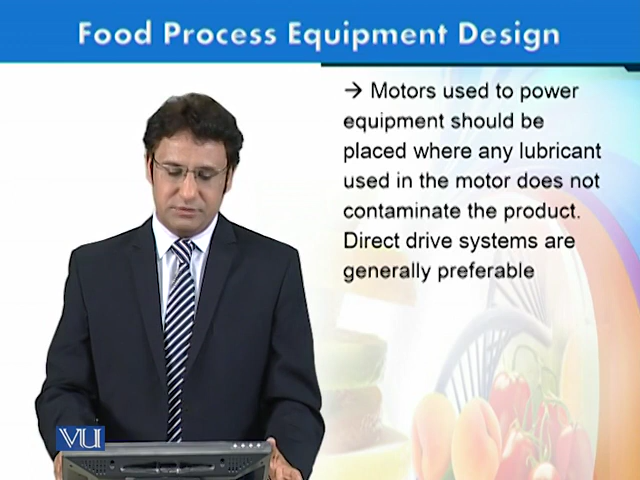 Food Process Equipment Design
→ Motors used to power
equipment should be
placed where any lubricant
used in the motor does not
contaminate the product.
Direct drive systems are
generally preferable
VU